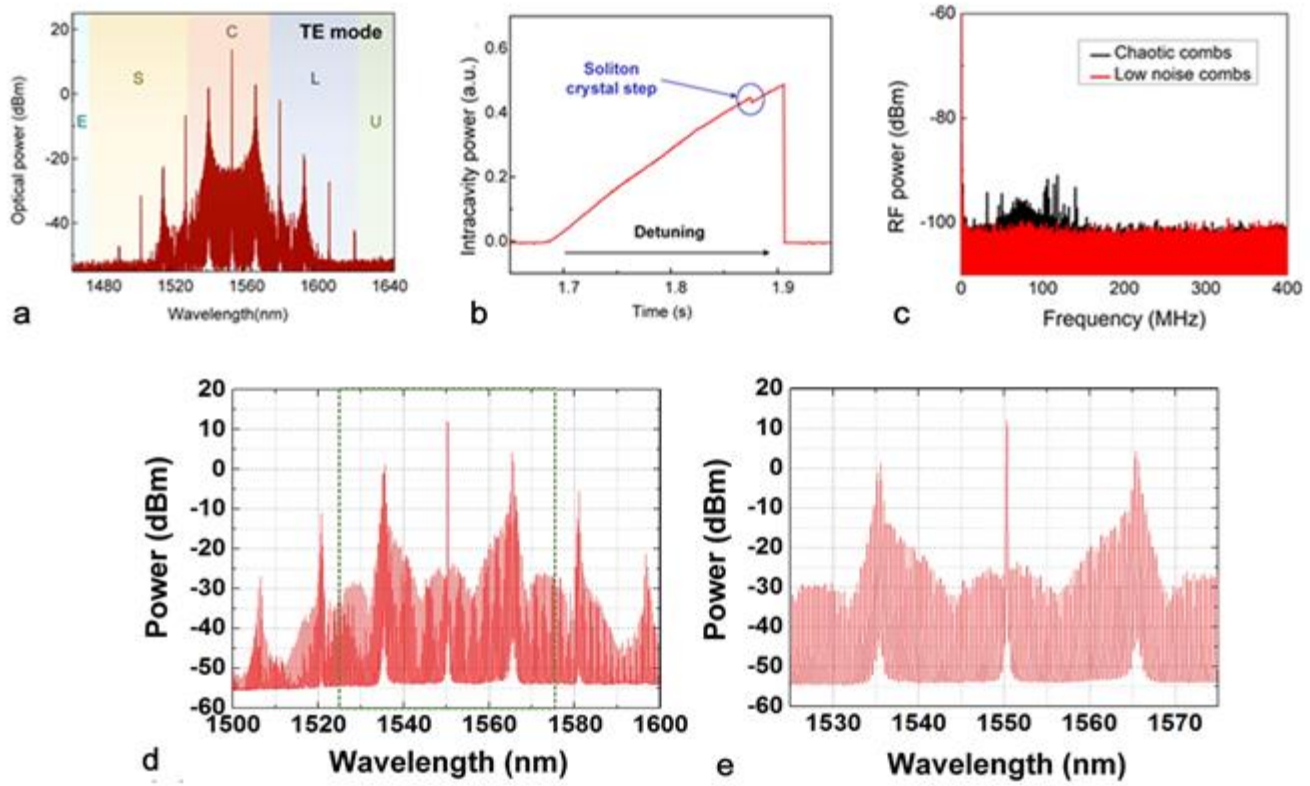 TE mode
C
S
L
E
U
20
0
-20
-40
Optical power (dBm)
1480
1520
1560
1600
1640
Wavelength(nm)
a
0.6
0.4
0.2
0.0
Intracavity power (a.u.)
Soliton
crystal step
Detuning
1.7
1.8
1.9
Time (s)
b
-60
-80
-100
RF power (dBm)
Chaotic combs
Low noise combs
0
100
200
300
400
Frequency (MHz)
c
20
10
0
-10
-20
-30
-40
-50
-60
Power (dBm)
1500
1520
1540
1560
1580
1600
Wavelength (nm)
d
20
10
0
-10
-20
-30
-40
-50
-60
Power (dBm)
1530
1540
1550
1560
1570
Wavelength (nm)
e